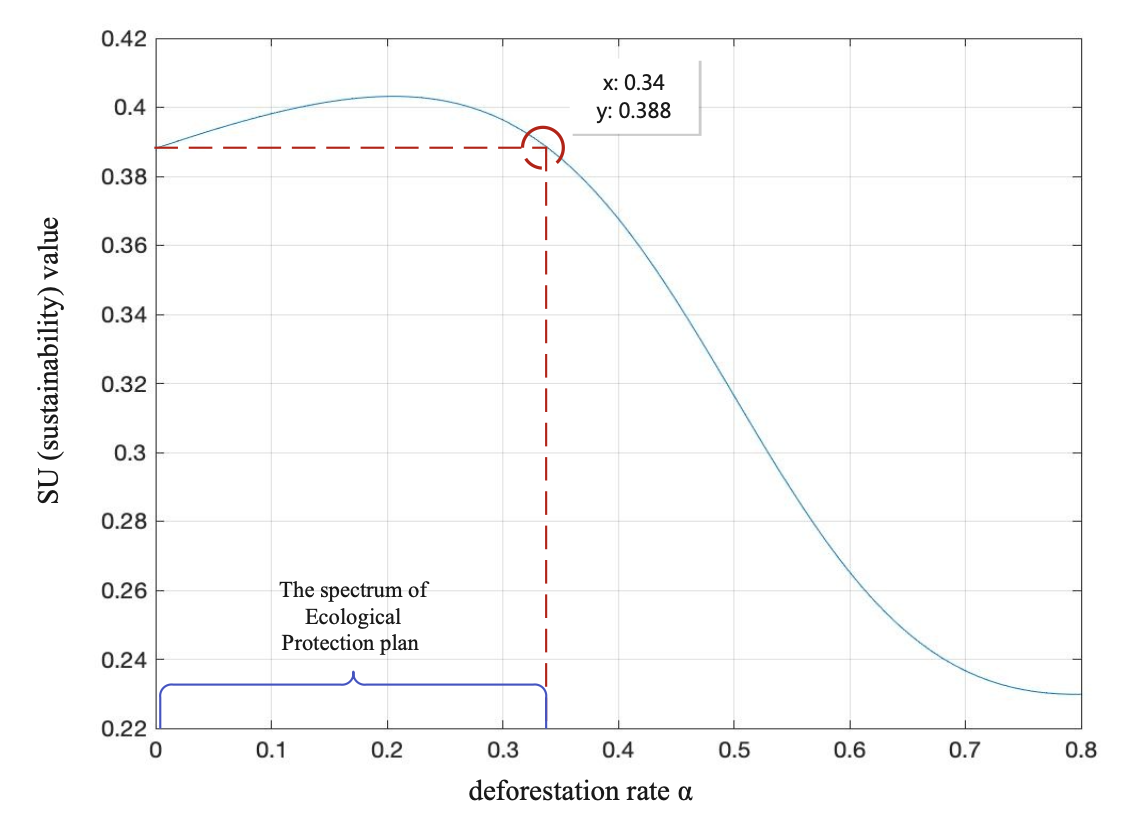 0.42
0.4
0.38
0.36
0.34
0.32
0.3
0.28
0.26
0.24
0.22
SU (sustainability) value
x: 0.34
y: 0.388
The spectrum of
Ecological
Protection plan
0 0.1 0.2 0.3 0.4 0.5 0.6 0.7 0.8
deforestation rate α